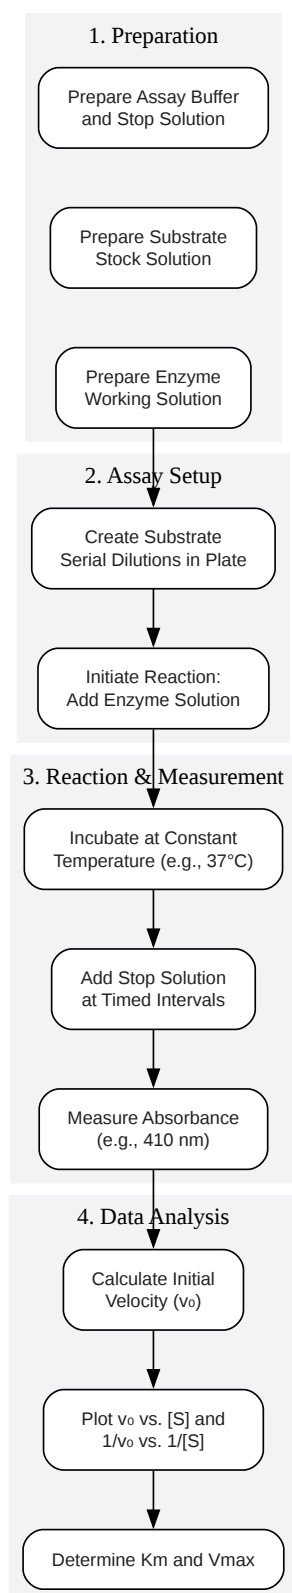 1. Preparation
Prepare Assay Buffer
and Stop Solution
Prepare Substrate
Stock Solution
Prepare Enzyme
Working Solution
2. Assay Setup
Create Substrate
Serial Dilutions in Plate
Initiate Reaction:
Add Enzyme Solution
3. Reaction & Measurement
Incubate at Constant
Temperature (e.g., 37°C)
Add Stop Solution
at Timed Intervals
Measure Absorbance
(e.g., 410 nm)
4. Data Analysis
Calculate Initial
Velocity (v₀)
Plot v₀ vs. [S] and
1/v₀ vs. 1/[S]
Determine Km and Vmax